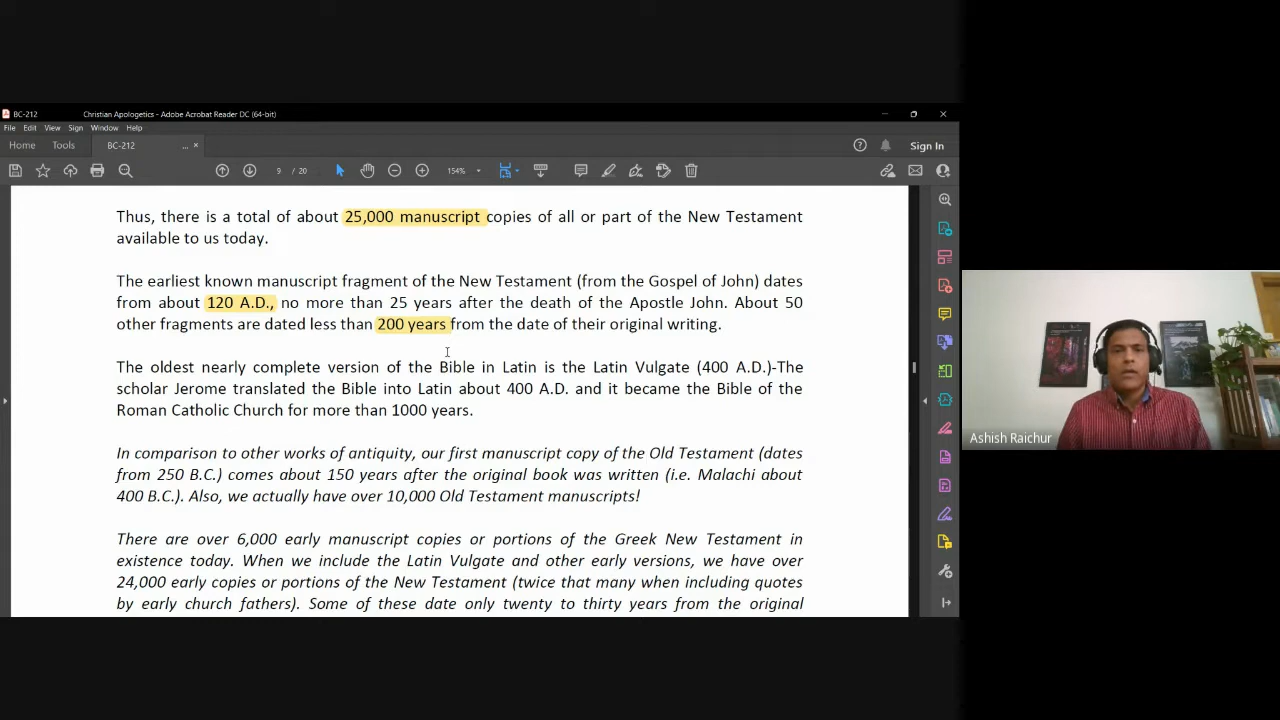 BC-212 Christian Apologetics - Adobe Acrobat Reader DC (64-bit)
File Edit View Sign Window Help
Home Tools BC-212 ... × Sign In
9 / 20 154%
Thus, there is a total of about 25,000 manuscript copies of all or part of the New Testament
available to us today.
The earliest known manuscript fragment of the New Testament (from the Gospel of John) dates
from about 120 A.D., no more than 25 years after the death of the Apostle John. About 50
other fragments are dated less than 200 years from the date of their original writing.
The oldest nearly complete version of the Bible in Latin is the Latin Vulgate (400 A.D.)-The
scholar Jerome translated the Bible into Latin about 400 A.D. and it became the Bible of the
Roman Catholic Church for more than 1000 years.
In comparison to other works of antiquity, our first manuscript copy of the Old Testament (dates
from 250 B.C.) comes about 150 years after the original book was written (i.e. Malachi about
400 B.C.). Also, we actually have over 10,000 Old Testament manuscripts!
There are over 6,000 early manuscript copies or portions of the Greek New Testament in
existence today. When we include the Latin Vulgate and other early versions, we have over
24,000 early copies or portions of the New Testament (twice that many when including quotes
by early church fathers). Some of these date only twenty to thirty years from the original
Ashish Raichur